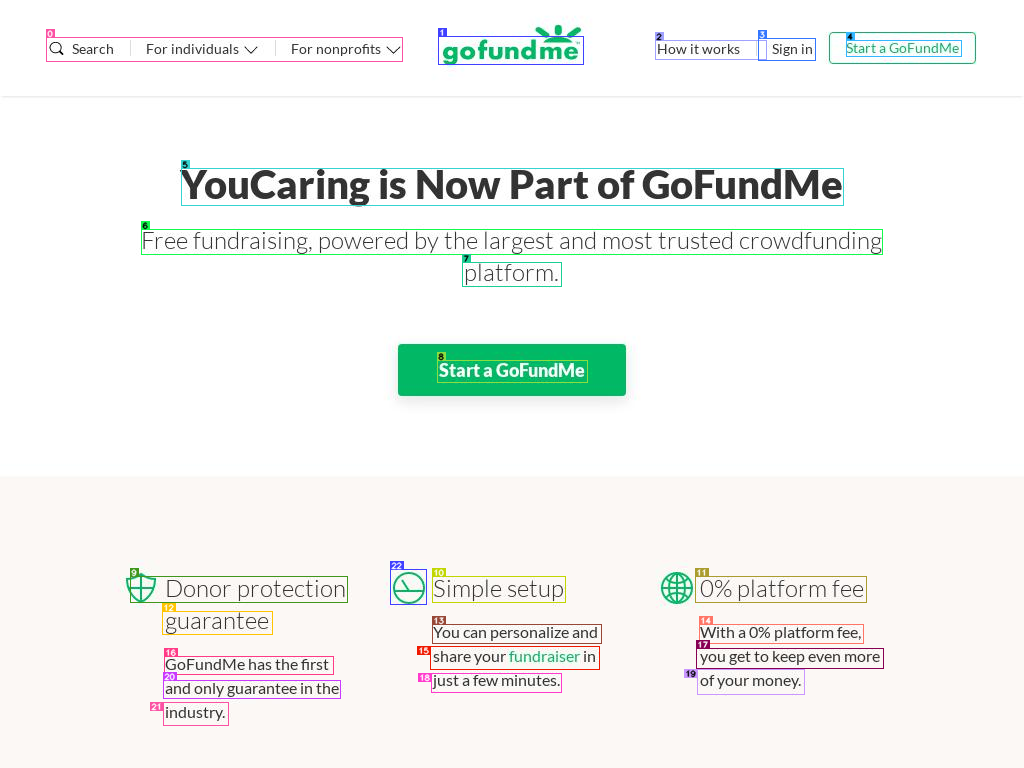 Search For individuals For nonprofits gofundme™ How it works Sign in Start a GoFundMe
YouCaring is Now Part of GoFundMe
Free fundraising, powered by the largest and most trusted crowdfunding
platform.
Start a GoFundMe
Donor protection
guarantee
GoFundMe has the first
and only guarantee in the
industry.
Simple setup
You can personalize and
share your fundraiser in
just a few minutes.
0% platform fee
With a 0% platform fee,
you get to keep even more
of your money.
0
1
2
3
4
5
6
7
8
9
10
11
12
13
14
15
16
17
18
19
20
21
22